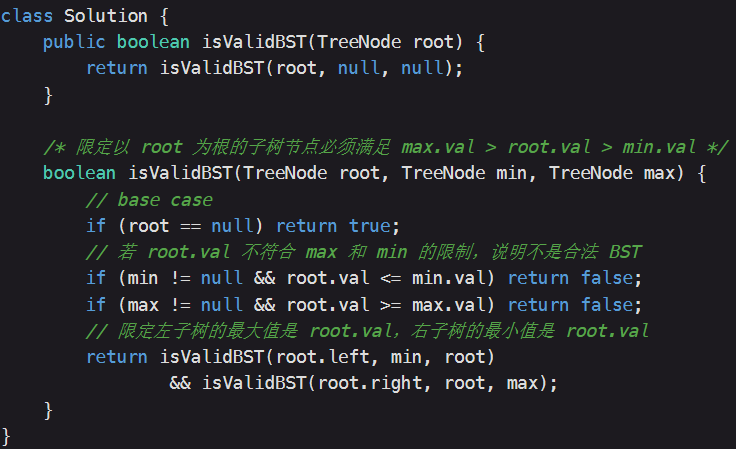 class Solution {
    public boolean isValidBST(TreeNode root) {
        return isValidBST(root, null, null);
    }

    /* 限定以 root 为根的子树节点必须满足 max.val > root.val > min.val */
    boolean isValidBST(TreeNode root, TreeNode min, TreeNode max) {
        // base case
        if (root == null) return true;
        // 若 root.val 不符合 max 和 min 的限制，说明不是合法 BST
        if (min != null && root.val <= min.val) return false;
        if (max != null && root.val >= max.val) return false;
        // 限定左子树的最大值是 root.val，右子树的最小值是 root.val
        return isValidBST(root.left, min, root)
                && isValidBST(root.right, root, max);
    }
}